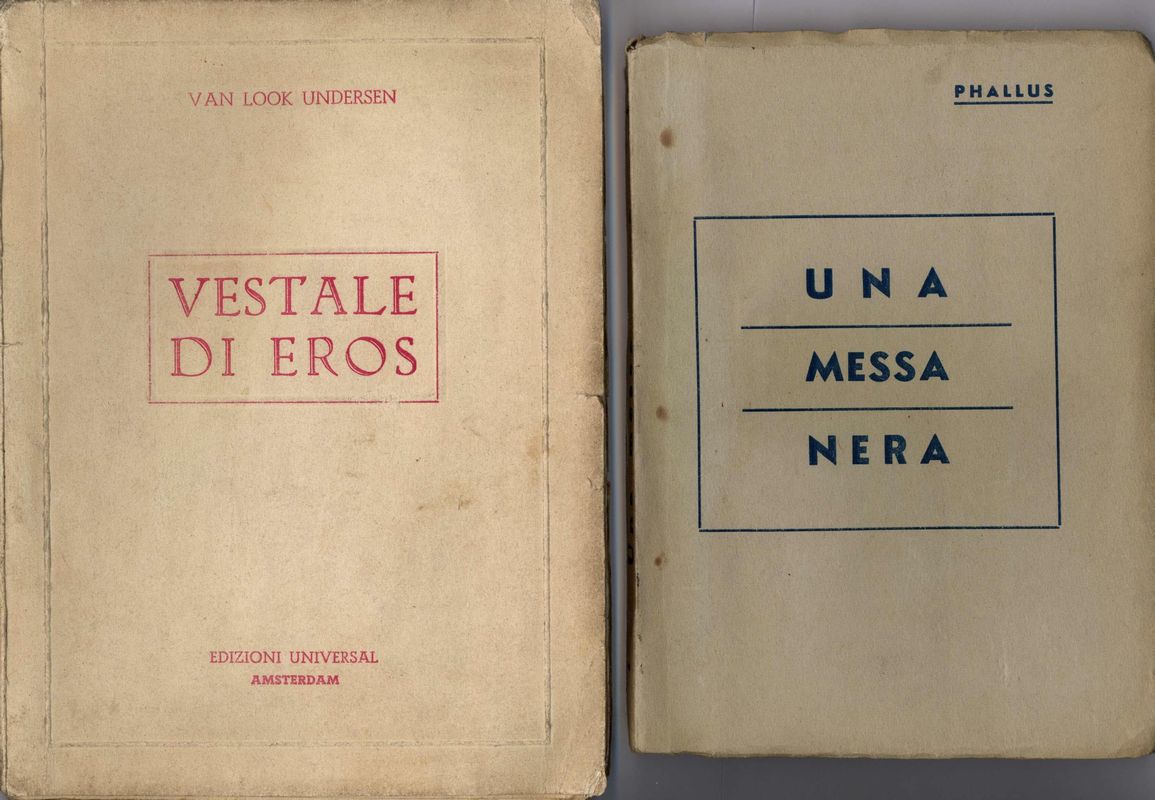 VAN LOOK UNDERSEN
VESTALE
DI EROS
EDIZIONI UNIVERSAL
AMSTERDAM
PHALLUS
UNA
MESSA
NERA